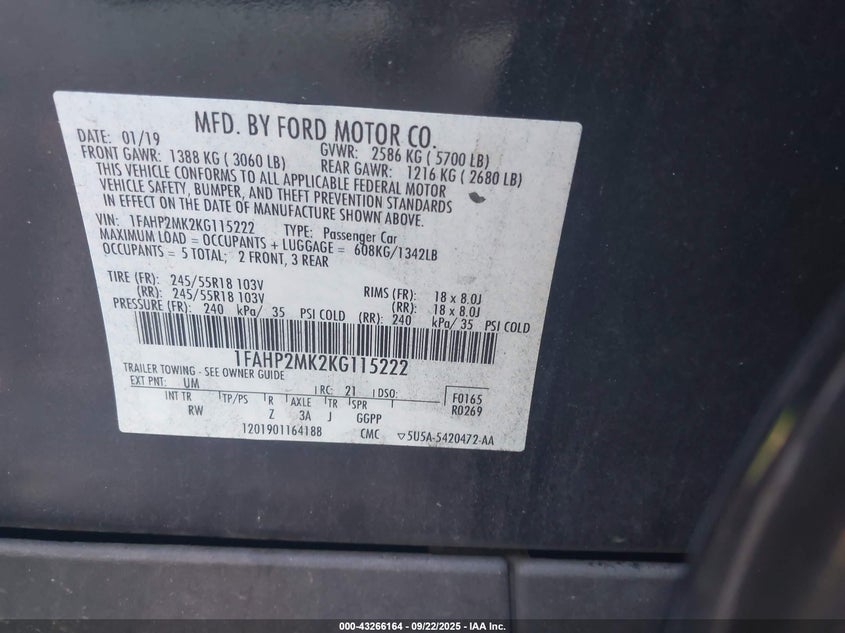 MFD. BY FORD MOTOR CO.
DATE: 01/19 GVWR: 2586 KG ( 5700 LB)
FRONT GAWR: 1388 KG ( 3060 LB) REAR GAWR: 1216 KG ( 2680 LB)
THIS VEHICLE CONFORMS TO ALL APPLICABLE FEDERAL MOTOR
VEHICLE SAFETY, BUMPER, AND THEFT PREVENTION STANDARDS
IN EFFECT ON THE DATE OF MANUFACTURE SHOWN ABOVE.
VIN: 1FAHP2MK2KG115222 TYPE: Passenger Car
MAXIMUM LOAD = OCCUPANTS + LUGGAGE = 608KG/1342LB
OCCUPANTS = 5 TOTAL; 2 FRONT, 3 REAR
TIRE (FR): 245/55R18 103V RIMS (FR): 18 x 8.0J
(RR): 245/55R18 103V (RR): 18 x 8.0J
PRESSURE (FR): 240 kPa/ 35 PSI COLD (RR): 240 kPa/ 35 PSI COLD
1FAHP2MK2KG115222
TRAILER TOWING - SEE OWNER GUIDE
EXT PNT: UM RC: 21 DSO: F0165
INT TR TP/PS R AXLE TR SPR R0269
RW Z 3A J GGPP
1201901164188 CMC ▽5U5A-5420472-AA
000-43266164 - 09/22/2025 - IAA Inc.